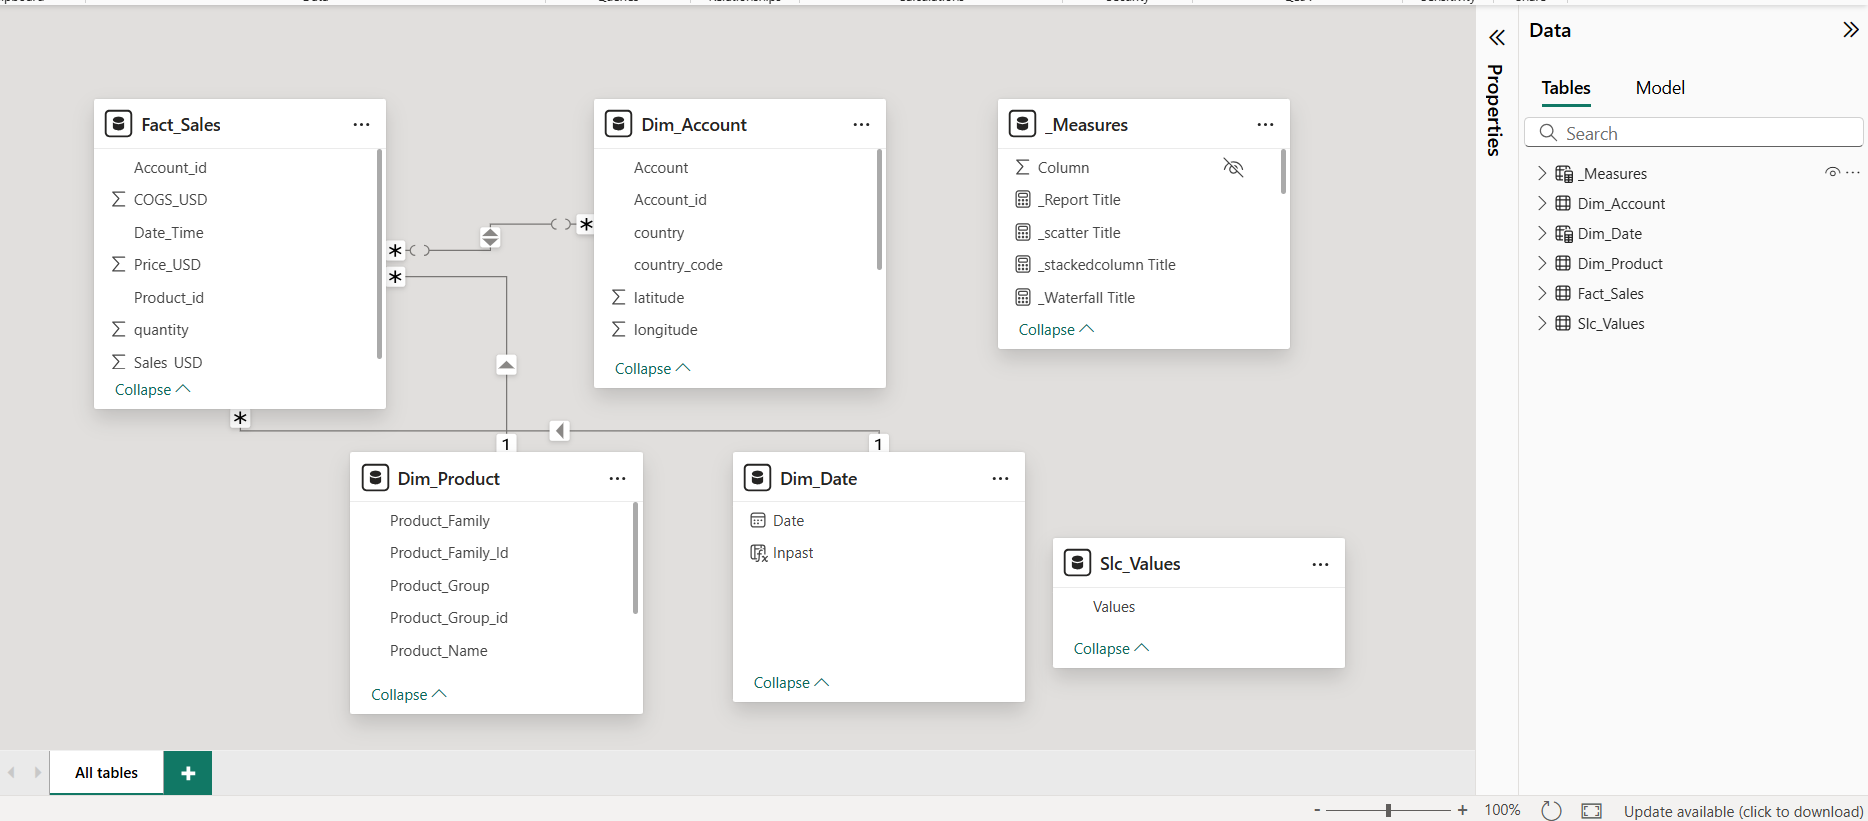 Data
Fact_Sales
Account_id
COGS_USD
Date_Time
Price_USD
Product_id
quantity
Sales USD
Collapse
Dim_Account
Account
Account_id
country
country_code
latitude
longitude
Collapse
_Measures
Column
_Report Title
_scatter Title
_stackedcolumn Title
_Waterfall Title
Collapse
*
*
*
*
1
1
Dim_Product
Product_Family
Product_Family_Id
Product_Group
Product_Group_id
Product_Name
Collapse
Dim_Date
Date
Inpast
Collapse
Slc_Values
Values
Collapse
Properties
Data
Tables Model
Search
_Measures
Dim_Account
Dim_Date
Dim_Product
Fact_Sales
Slc_Values
All tables
- + 100% Update available (click to download)